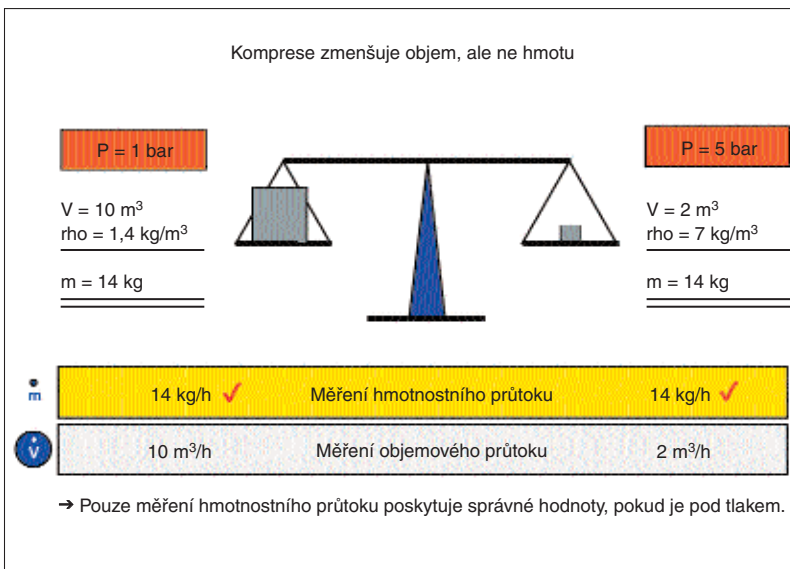 Komprese zmenšuje objem, ale ne hmotu
P = 1 bar
V = 10 m³
rho = 1,4 kg/m³
m = 14 kg
P = 5 bar
V = 2 m³
rho = 7 kg/m³
m = 14 kg
ṁ 14 kg/h ✓ Měření hmotnostního průtoku 14 kg/h ✓
V̇ 10 m³/h Měření objemového průtoku 2 m³/h
➔ Pouze měření hmotnostního průtoku poskytuje správné hodnoty, pokud je pod tlakem.